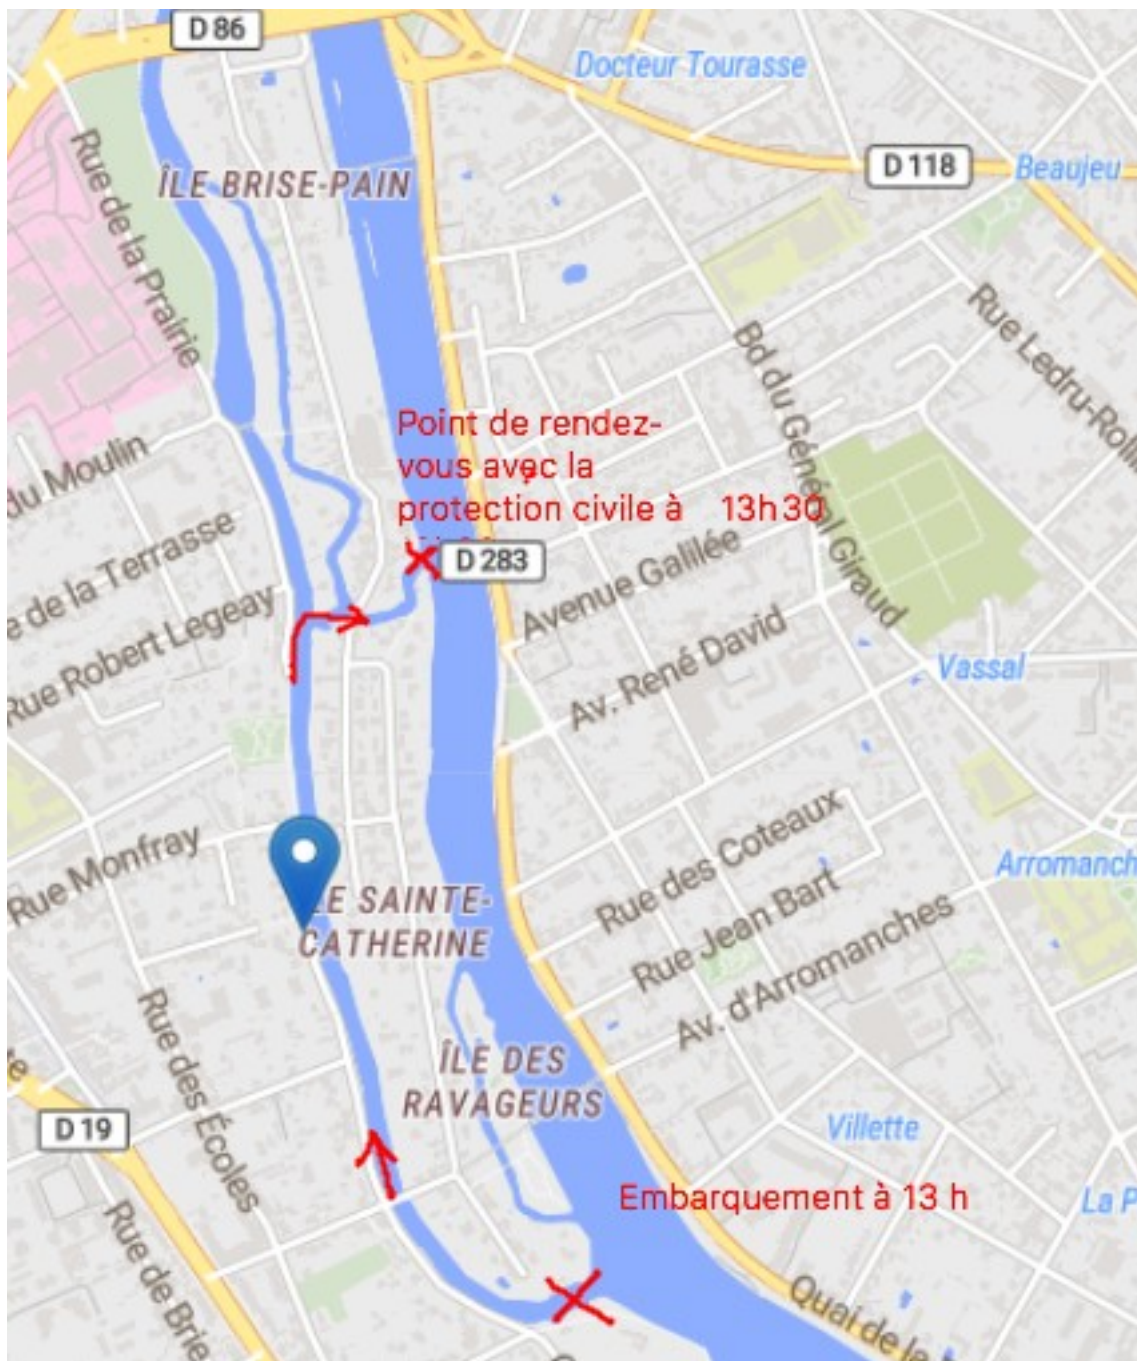 D 86
Docteur Tourasse
D 118
Beaujeu
Rue de la Prairie
ÎLE BRISE-PAIN
Rue Ledru-Rollin
Bd du Général Giraud
Point de rendez-
vous avec la
protection civile à 13h30
du Moulin
e de la Terrasse
Rue Robert Legeay
D 283
Avenue Galilée
Av. René David
Vassal
Rue Monfray
Rue des Coteaux
Arromanch
LE SAINTE-
CATHERINE
Rue Jean Bart
Av. d'Arromanches
Rue des Écoles
ÎLE DES
RAVAGEURS
D 19
Villette
Embarquement à 13 h
La P
Rue de Brie
Quai de la